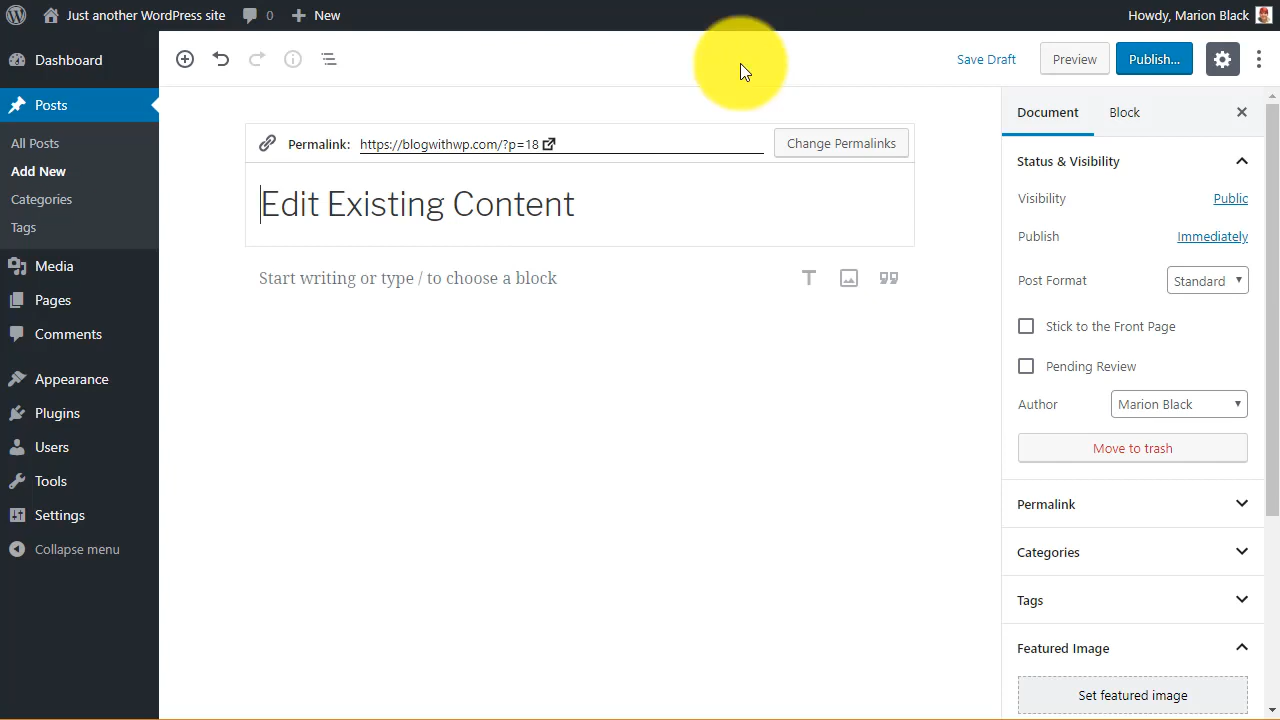 Just another WordPress site 0 New Howdy, Marion Black
Dashboard
Posts
All Posts
Add New
Categories
Tags
Media
Pages
Comments
Appearance
Plugins
Users
Tools
Settings
Collapse menu
Save Draft Preview Publish...
Permalink: https://blogwithwp.com/?p=18 Change Permalinks
Edit Existing Content
Start writing or type / to choose a block
Document Block
Status & Visibility
Visibility Public
Publish Immediately
Post Format Standard
Stick to the Front Page
Pending Review
Author Marion Black
Move to trash
Permalink
Categories
Tags
Featured Image
Set featured image